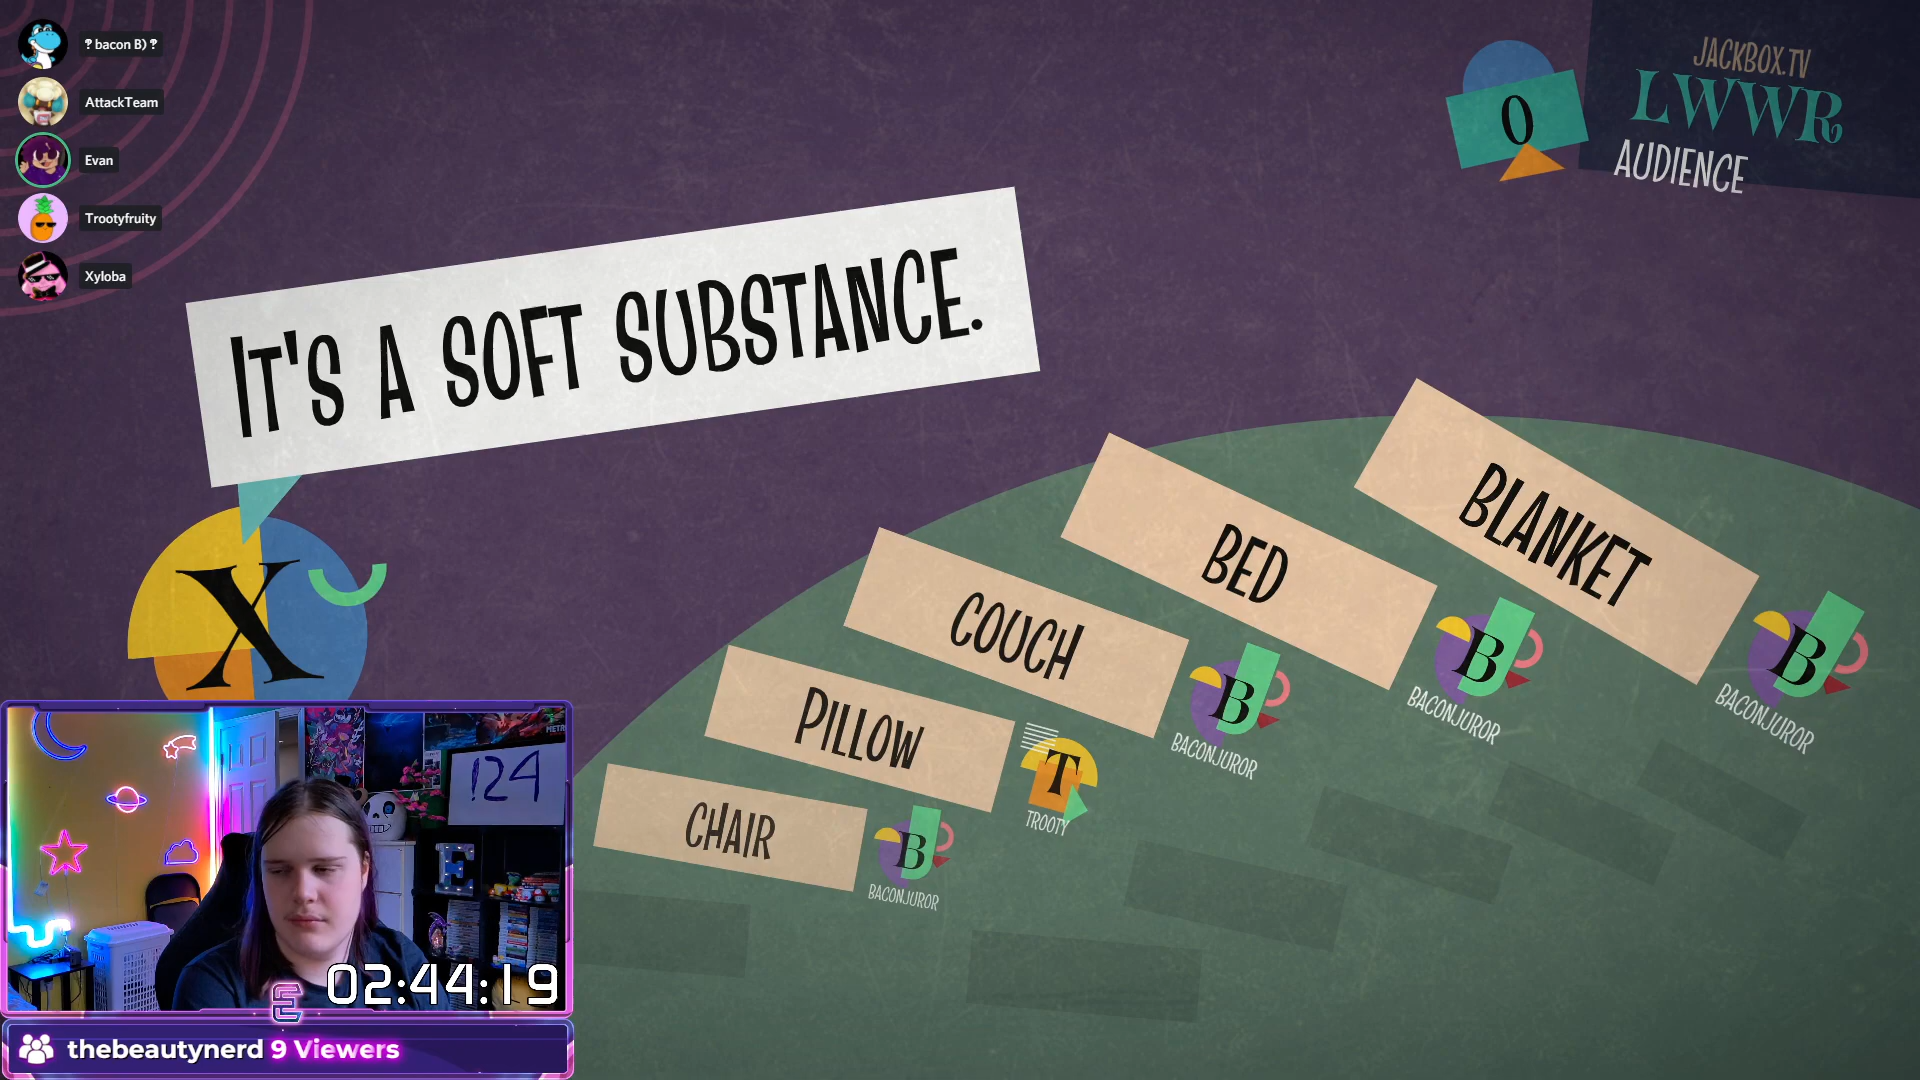 ‽ bacon B) ‽
AttackTeam
Evan
Trootyfruity
Xyloba
JACKBOX.TV
LWWR
AUDIENCE
0
IT'S A SOFT SUBSTANCE.
X
BLANKET
B
BACONJUROR
BED
B
BACONJUROR
COUCH
B
BACONJUROR
PILLOW
T
TROOTY
CHAIR
B
BACONJUROR
!24
E
02:44:19
E
thebeautynerd 9 Viewers